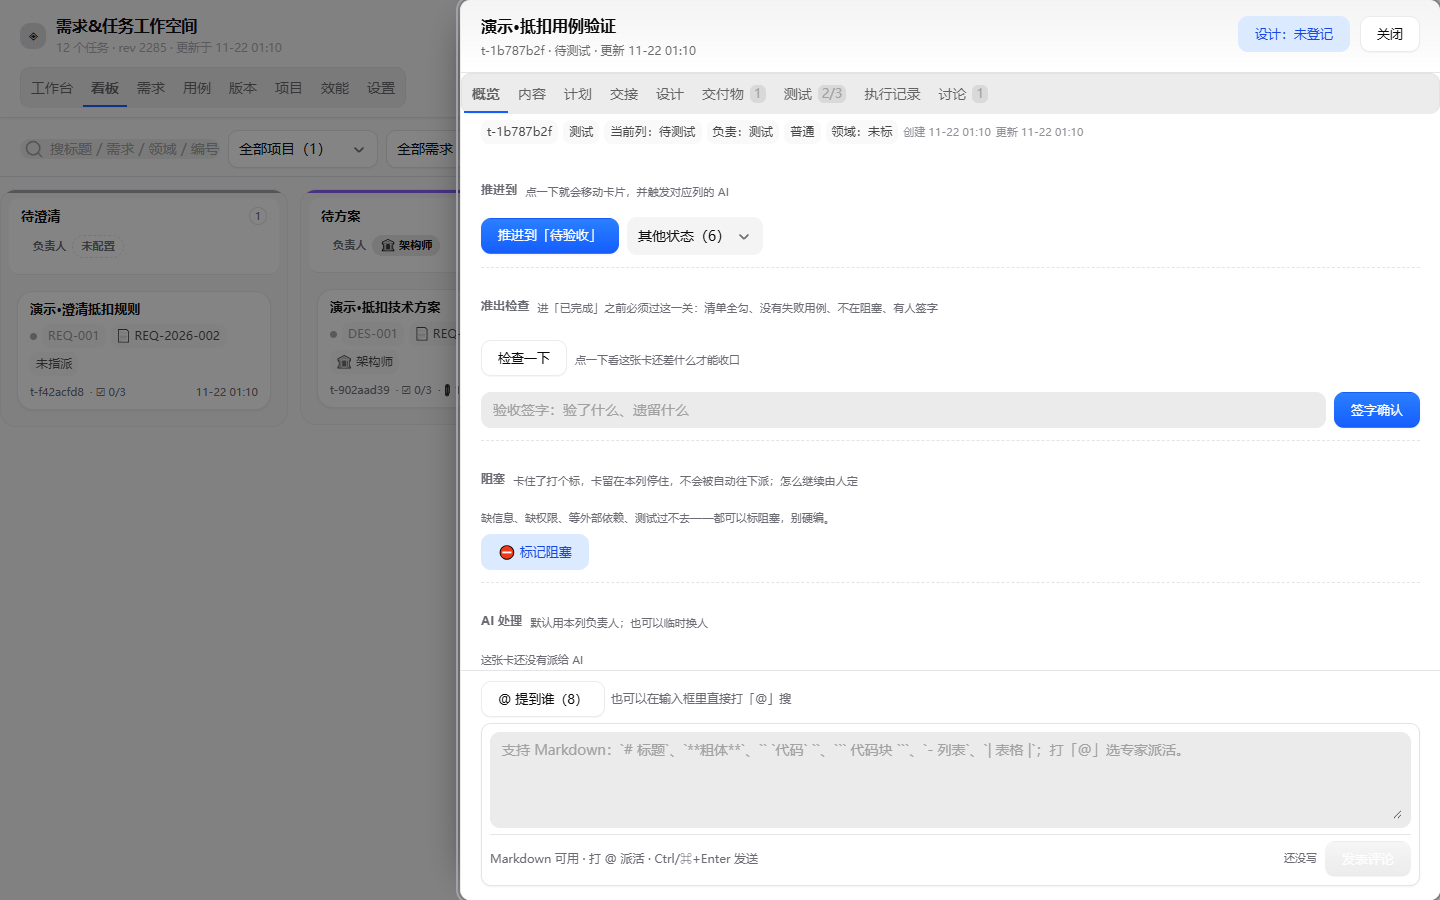 需求&任务工作空间
12 个任务 · rev 2285 · 更新于 11-22 01:10
工作台 看板 需求 用例 版本 项目 效能 设置
搜标题 / 需求 / 领域 / 编号 全部项目（1） 全部需求
待澄清 1
负责人 未配置
演示•澄清抵扣规则
REQ-001 REQ-2026-002
未指派
t-f42acfd8 · ☑ 0/3 11-22 01:10
待方案
负责人 架构师
演示•抵扣技术方案
DES-001 REQ-
架构师
t-902aad39 · ☑ 0/3 ·
演示•抵扣用例验证
t-1b787b2f · 待测试 · 更新 11-22 01:10
设计：未登记 关闭
概览 内容 计划 交接 设计 交付物 1 测试 2/3 执行记录 讨论 1
t-1b787b2f 测试 当前列：待测试 负责：测试 普通 领域：未标 创建 11-22 01:10 更新 11-22 01:10
推进到 点一下就会移动卡片，并触发对应列的 AI
推进到「待验收」 其他状态（6）
准出检查 进「已完成」之前必须过这一关：清单全勾、没有失败用例、不在阻塞、有人签字
检查一下 点一下看这张卡还差什么才能收口
验收签字：验了什么、遗留什么 签字确认
阻塞 卡住了打个标，卡留在本列停住，不会被自动往下派；怎么继续由人定
缺信息、缺权限、等外部依赖、测试过不去——都可以标阻塞，别硬编。
⛔ 标记阻塞
AI 处理 默认用本列负责人；也可以临时换人
这张卡还没有派给 AI
@ 提到谁（8） 也可以在输入框里直接打「@」搜
支持 Markdown：`# 标题`、`**粗体**`、`` `代码` ``、``` 代码块 ```、`- 列表`、`| 表格 |`；打「@」选专家派活。
Markdown 可用 · 打 @ 派活 · Ctrl/⌘+Enter 发送 还没写 发表评论